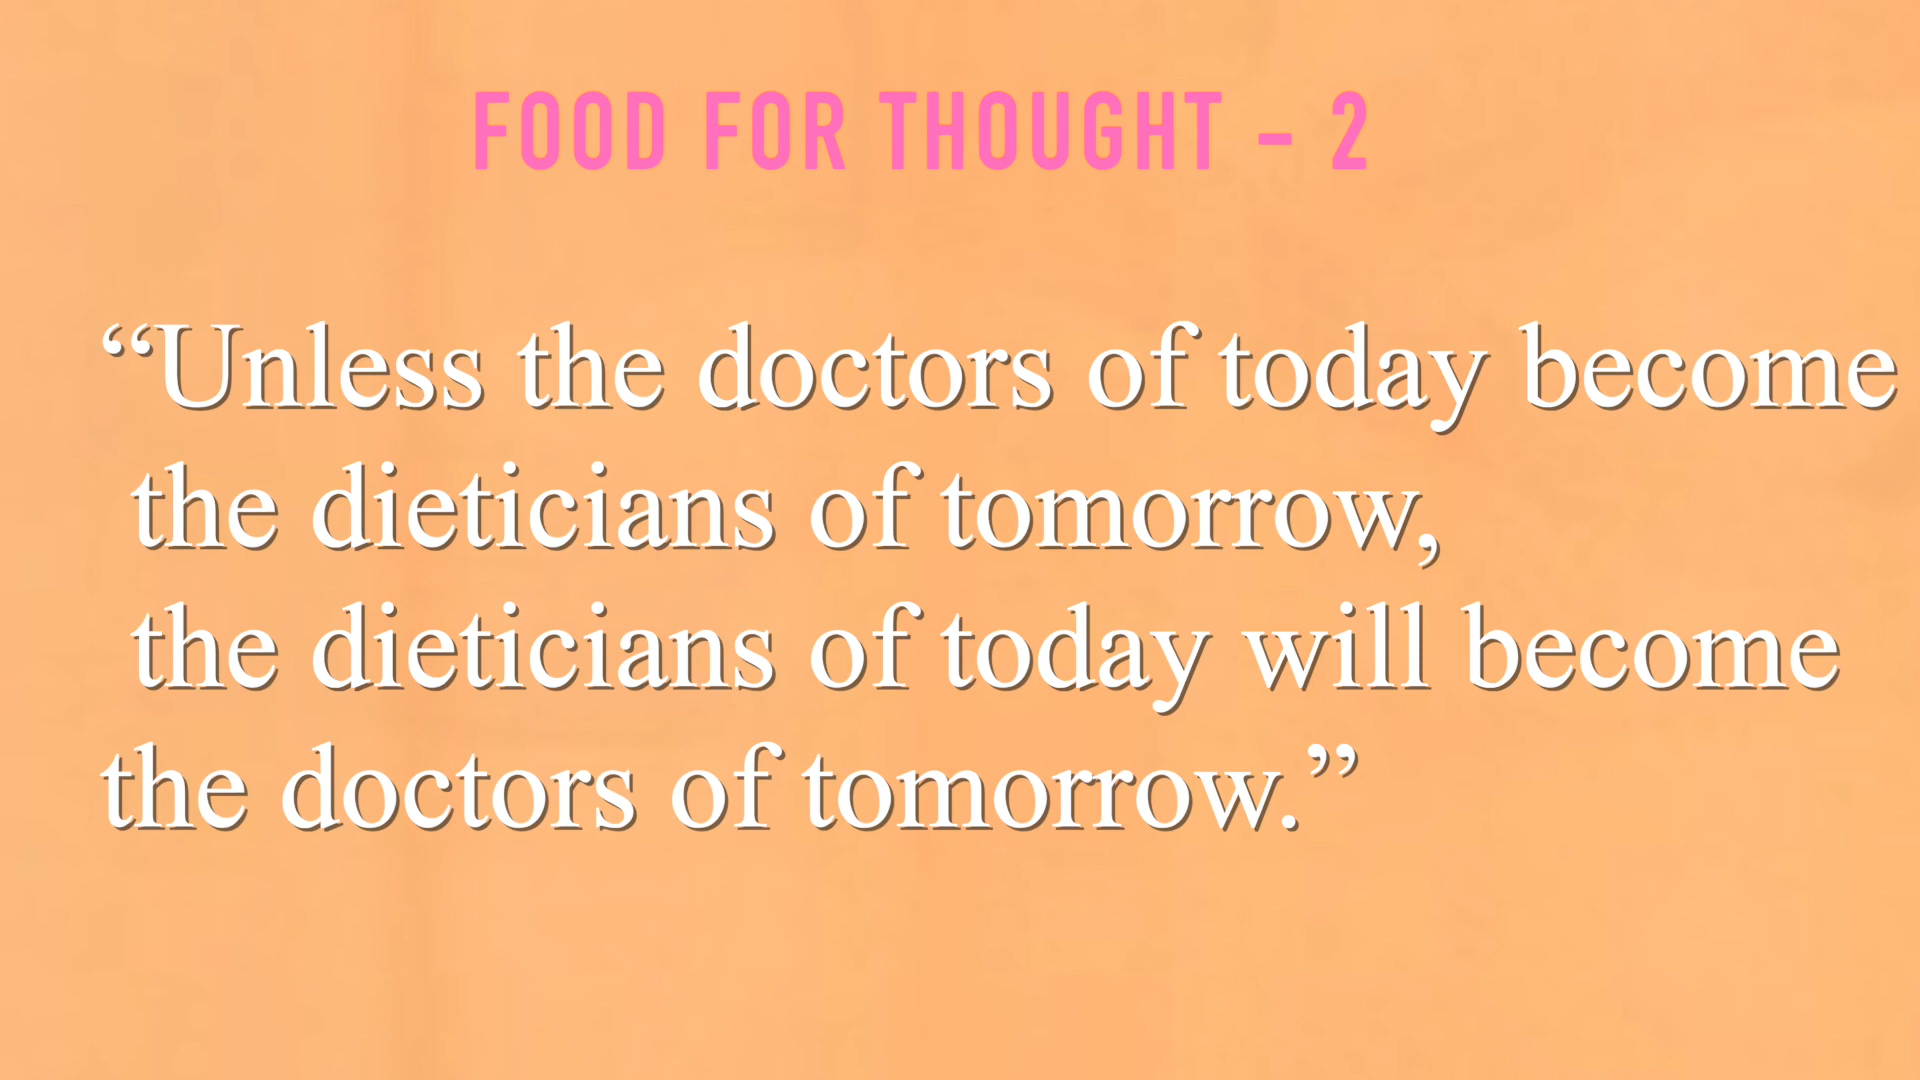 FOOD FOR THOUGHT – 2
“Unless the doctors of today become
the dieticians of tomorrow,
the dieticians of today will become
the doctors of tomorrow.”